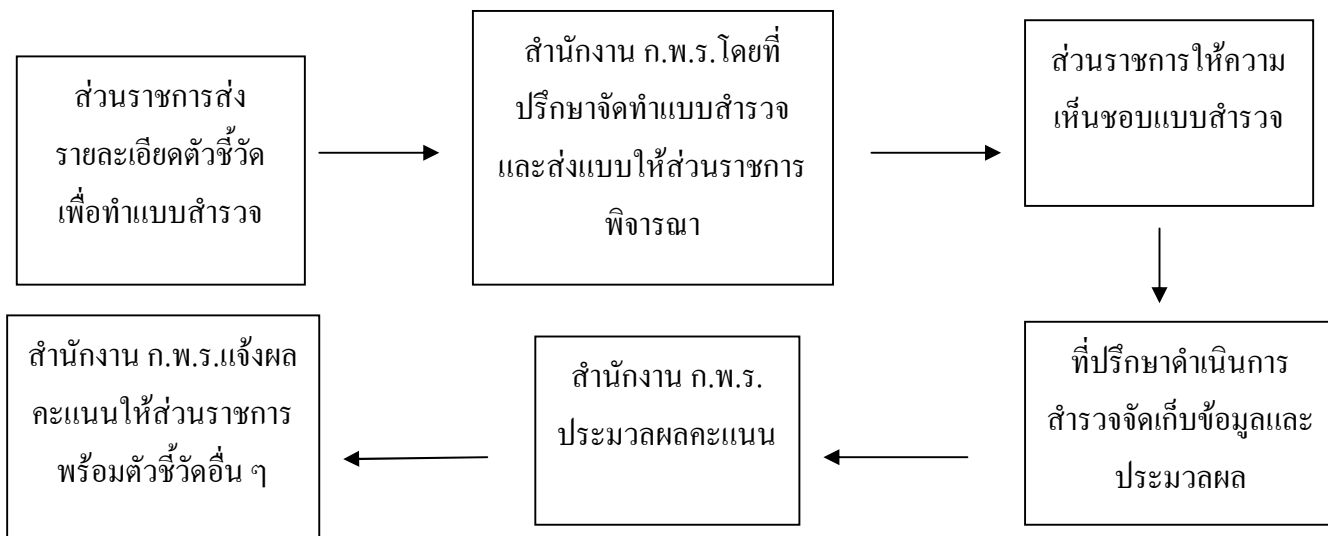 ส่วนราชการส่ง
รายละเอียดตัวชี้วัด
เพื่อทำแบบสำรวจ
สำนักงาน ก.พ.ร.โดยที่
ปรึกษาจัดทำแบบสำรวจ
และส่งแบบให้ส่วนราชการ
พิจารณา
ส่วนราชการให้ความ
เห็นชอบแบบสำรวจ
ที่ปรึกษาดำเนินการ
สำรวจจัดเก็บข้อมูลและ
ประมวลผล
สำนักงาน ก.พ.ร.
ประมวลผลคะแนน
สำนักงาน ก.พ.ร.แจ้งผล
คะแนนให้ส่วนราชการ
พร้อมตัวชี้วัดอื่น ๆ